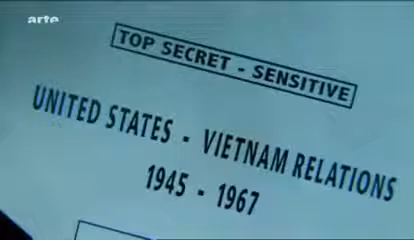 arte
TOP SECRET - SENSITIVE
UNITED STATES - VIETNAM RELATIONS
1945 - 1967